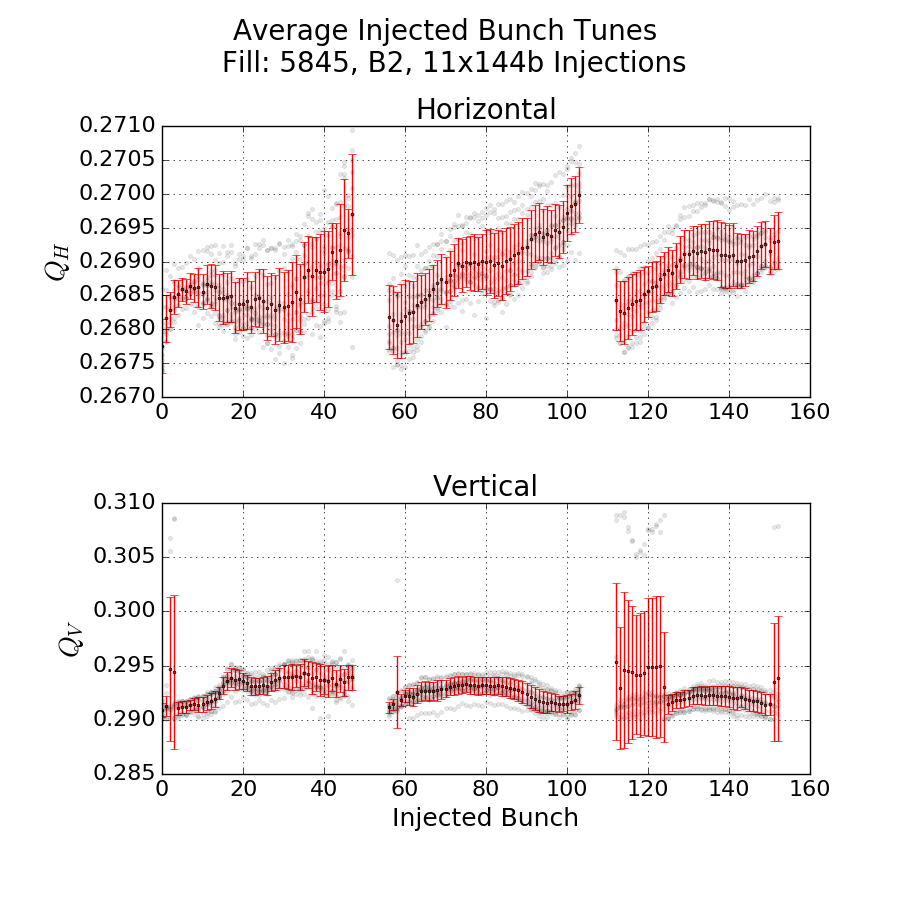 Average Injected Bunch Tunes
Fill: 5845, B2, 11x144b Injections
Horizontal
0.2710
0.2705
0.2700
0.2695
0.2690
0.2685
0.2680
0.2675
0.2670
Q_H
0 20 40 60 80 100 120 140 160
Vertical
0.310
0.305
0.300
0.295
0.290
0.285
Q_V
0 20 40 60 80 100 120 140 160
Injected Bunch